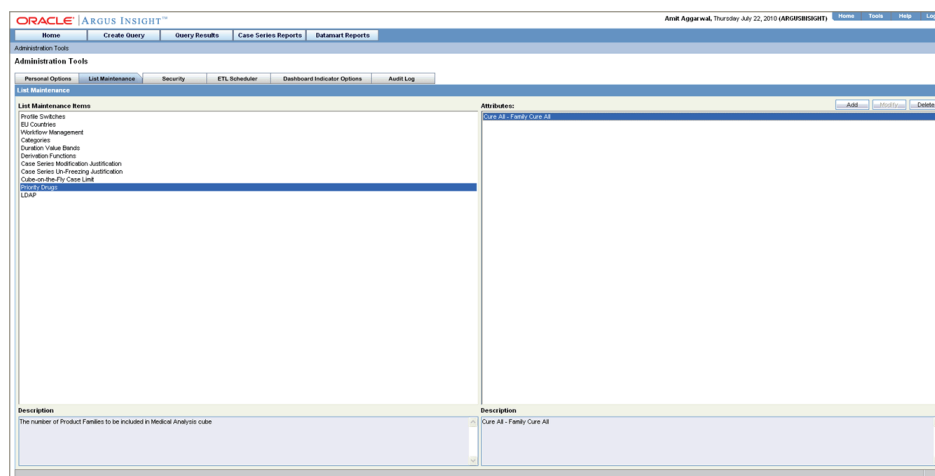 ORACLE ARGUS INSIGHT™
Amit Aggarwal, Thursday July 22, 2010 (ARGUSINSIGHT) Home Tools Help
Home Create Query Query Results Case Series Reports Datamart Reports
Administration Tools
Administration Tools
Personal Options List Maintenance Security ETL Scheduler Dashboard Indicator Options Audit Log
List Maintenance
List Maintenance Items
Attributes: Add Modify Delete
Profile Switches
EU Countries
Workflow Management
Categories
Duration Value Bands
Derivation Functions
Case Series Modification Justification
Case Series Un-Freezing Justification
Cube-on-the-Fly Case Limit
Priority Drugs
LDAP
Cure All - Family Cure All
Description
The number of Product Families to be included in Medical Analysis cube
Description
Cure All - Family Cure All